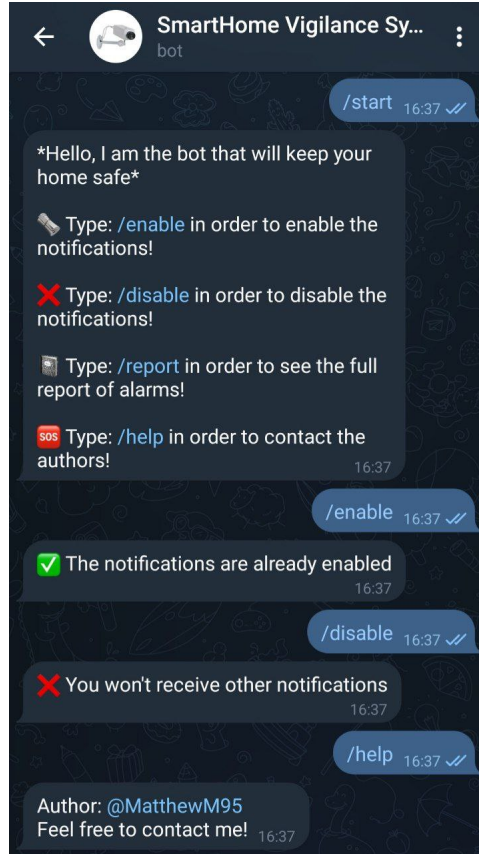 SmartHome Vigilance Sy...
bot
/start 16:37
*Hello, I am the bot that will keep your
home safe*
🗞️ Type: /enable in order to enable the
notifications!
❌ Type: /disable in order to disable the
notifications!
Type: /report in order to see the full
report of alarms!
🆘 Type: /help in order to contact the
authors!
16:37
/enable 16:37
✅ The notifications are already enabled
16:37
/disable 16:37
❌ You won't receive other notifications
16:37
/help 16:37
Author: @MatthewM95
Feel free to contact me! 16:37